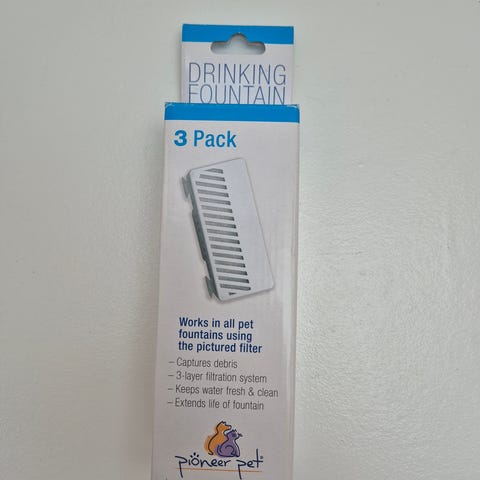 DRINKING
FOUNTAIN
3 Pack
Works in all pet
fountains using
the pictured filter
– Captures debris
– 3-layer filtration system
– Keeps water fresh & clean
– Extends life of fountain
pioneer pet®